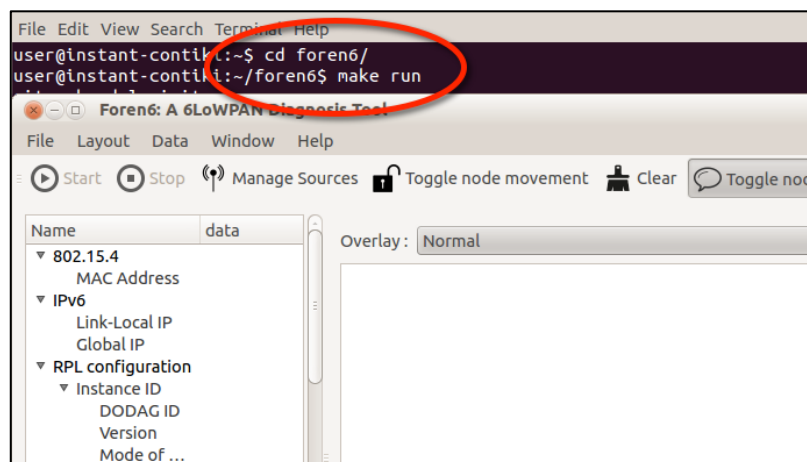 File Edit View Search Terminal Help
user@instant-contiki:~$ cd foren6/
user@instant-contiki:~/foren6$ make run
Foren6: A 6LoWPAN Diagnosis Tool
File Layout Data Window Help
Start Stop Manage Sources Toggle node movement Clear Toggle nod
Name data
Overlay: Normal
802.15.4
MAC Address
IPv6
Link-Local IP
Global IP
RPL configuration
Instance ID
DODAG ID
Version
Mode of ...